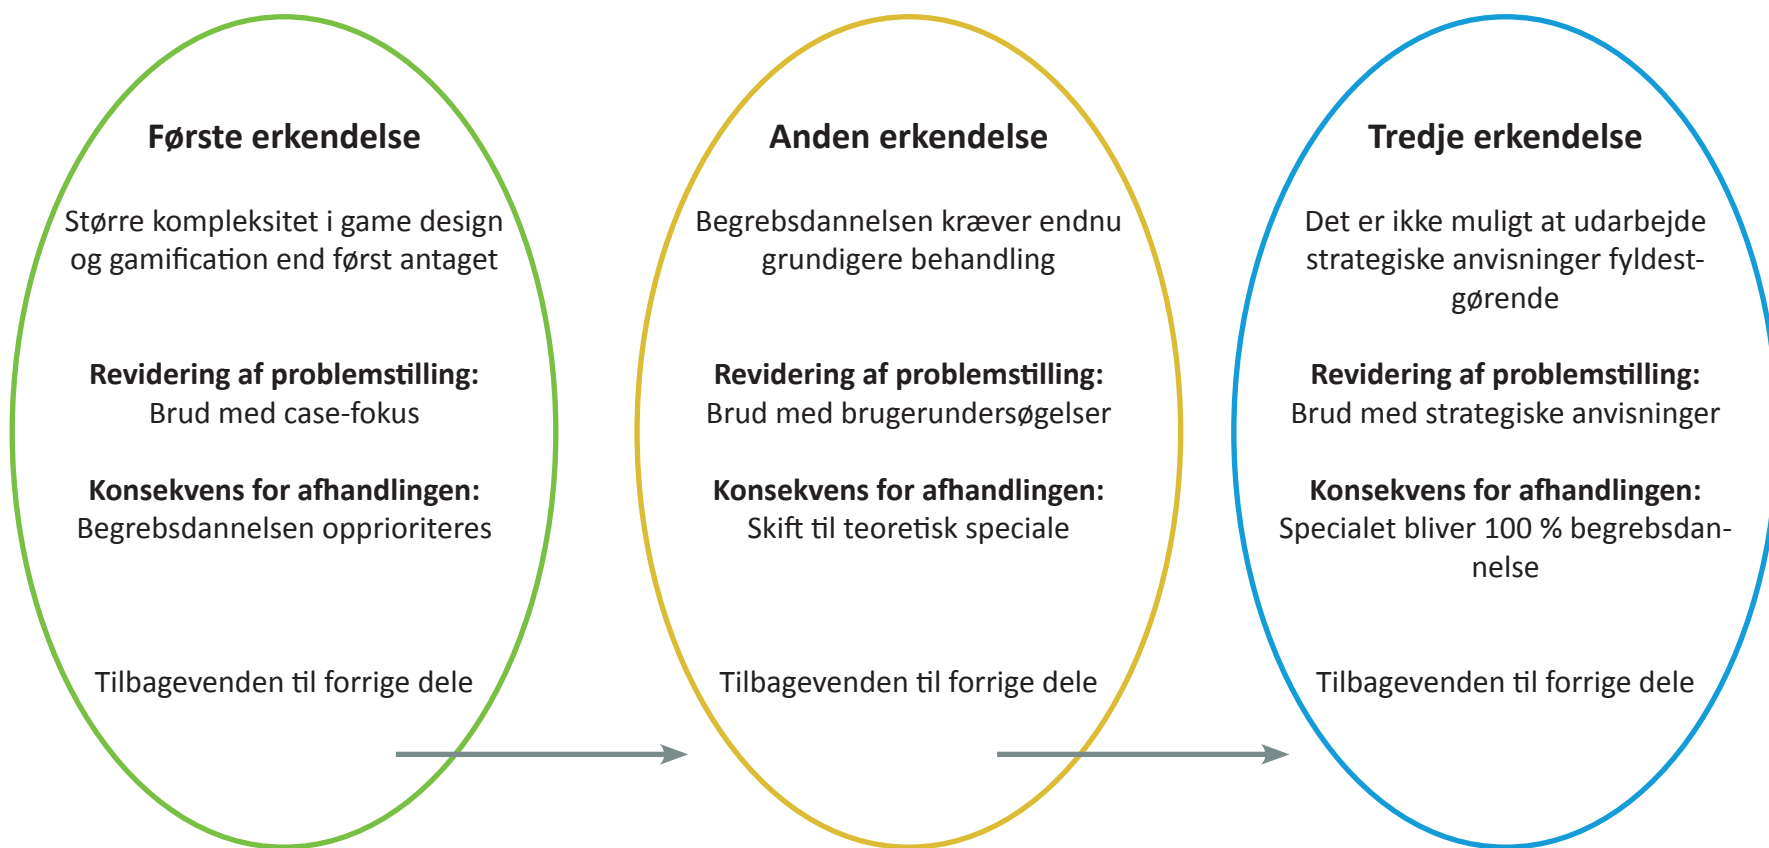 Første erkendelse
Større kompleksitet i game design
og gamification end først antaget
Revidering af problemstilling:
Brud med case-fokus
Konsekvens for afhandlingen:
Begrebsdannelsen opprioriteres
Tilbagevenden til forrige dele
Anden erkendelse
Begrebsdannelsen kræver endnu
grundigere behandling
Revidering af problemstilling:
Brud med brugerundersøgelser
Konsekvens for afhandlingen:
Skift til teoretisk speciale
Tilbagevenden til forrige dele
Tredje erkendelse
Det er ikke muligt at udarbejde
strategiske anvisninger fyldest-
gørende
Revidering af problemstilling:
Brud med strategiske anvisninger
Konsekvens for afhandlingen:
Specialet bliver 100 % begrebsdan-
nelse
Tilbagevenden til forrige dele